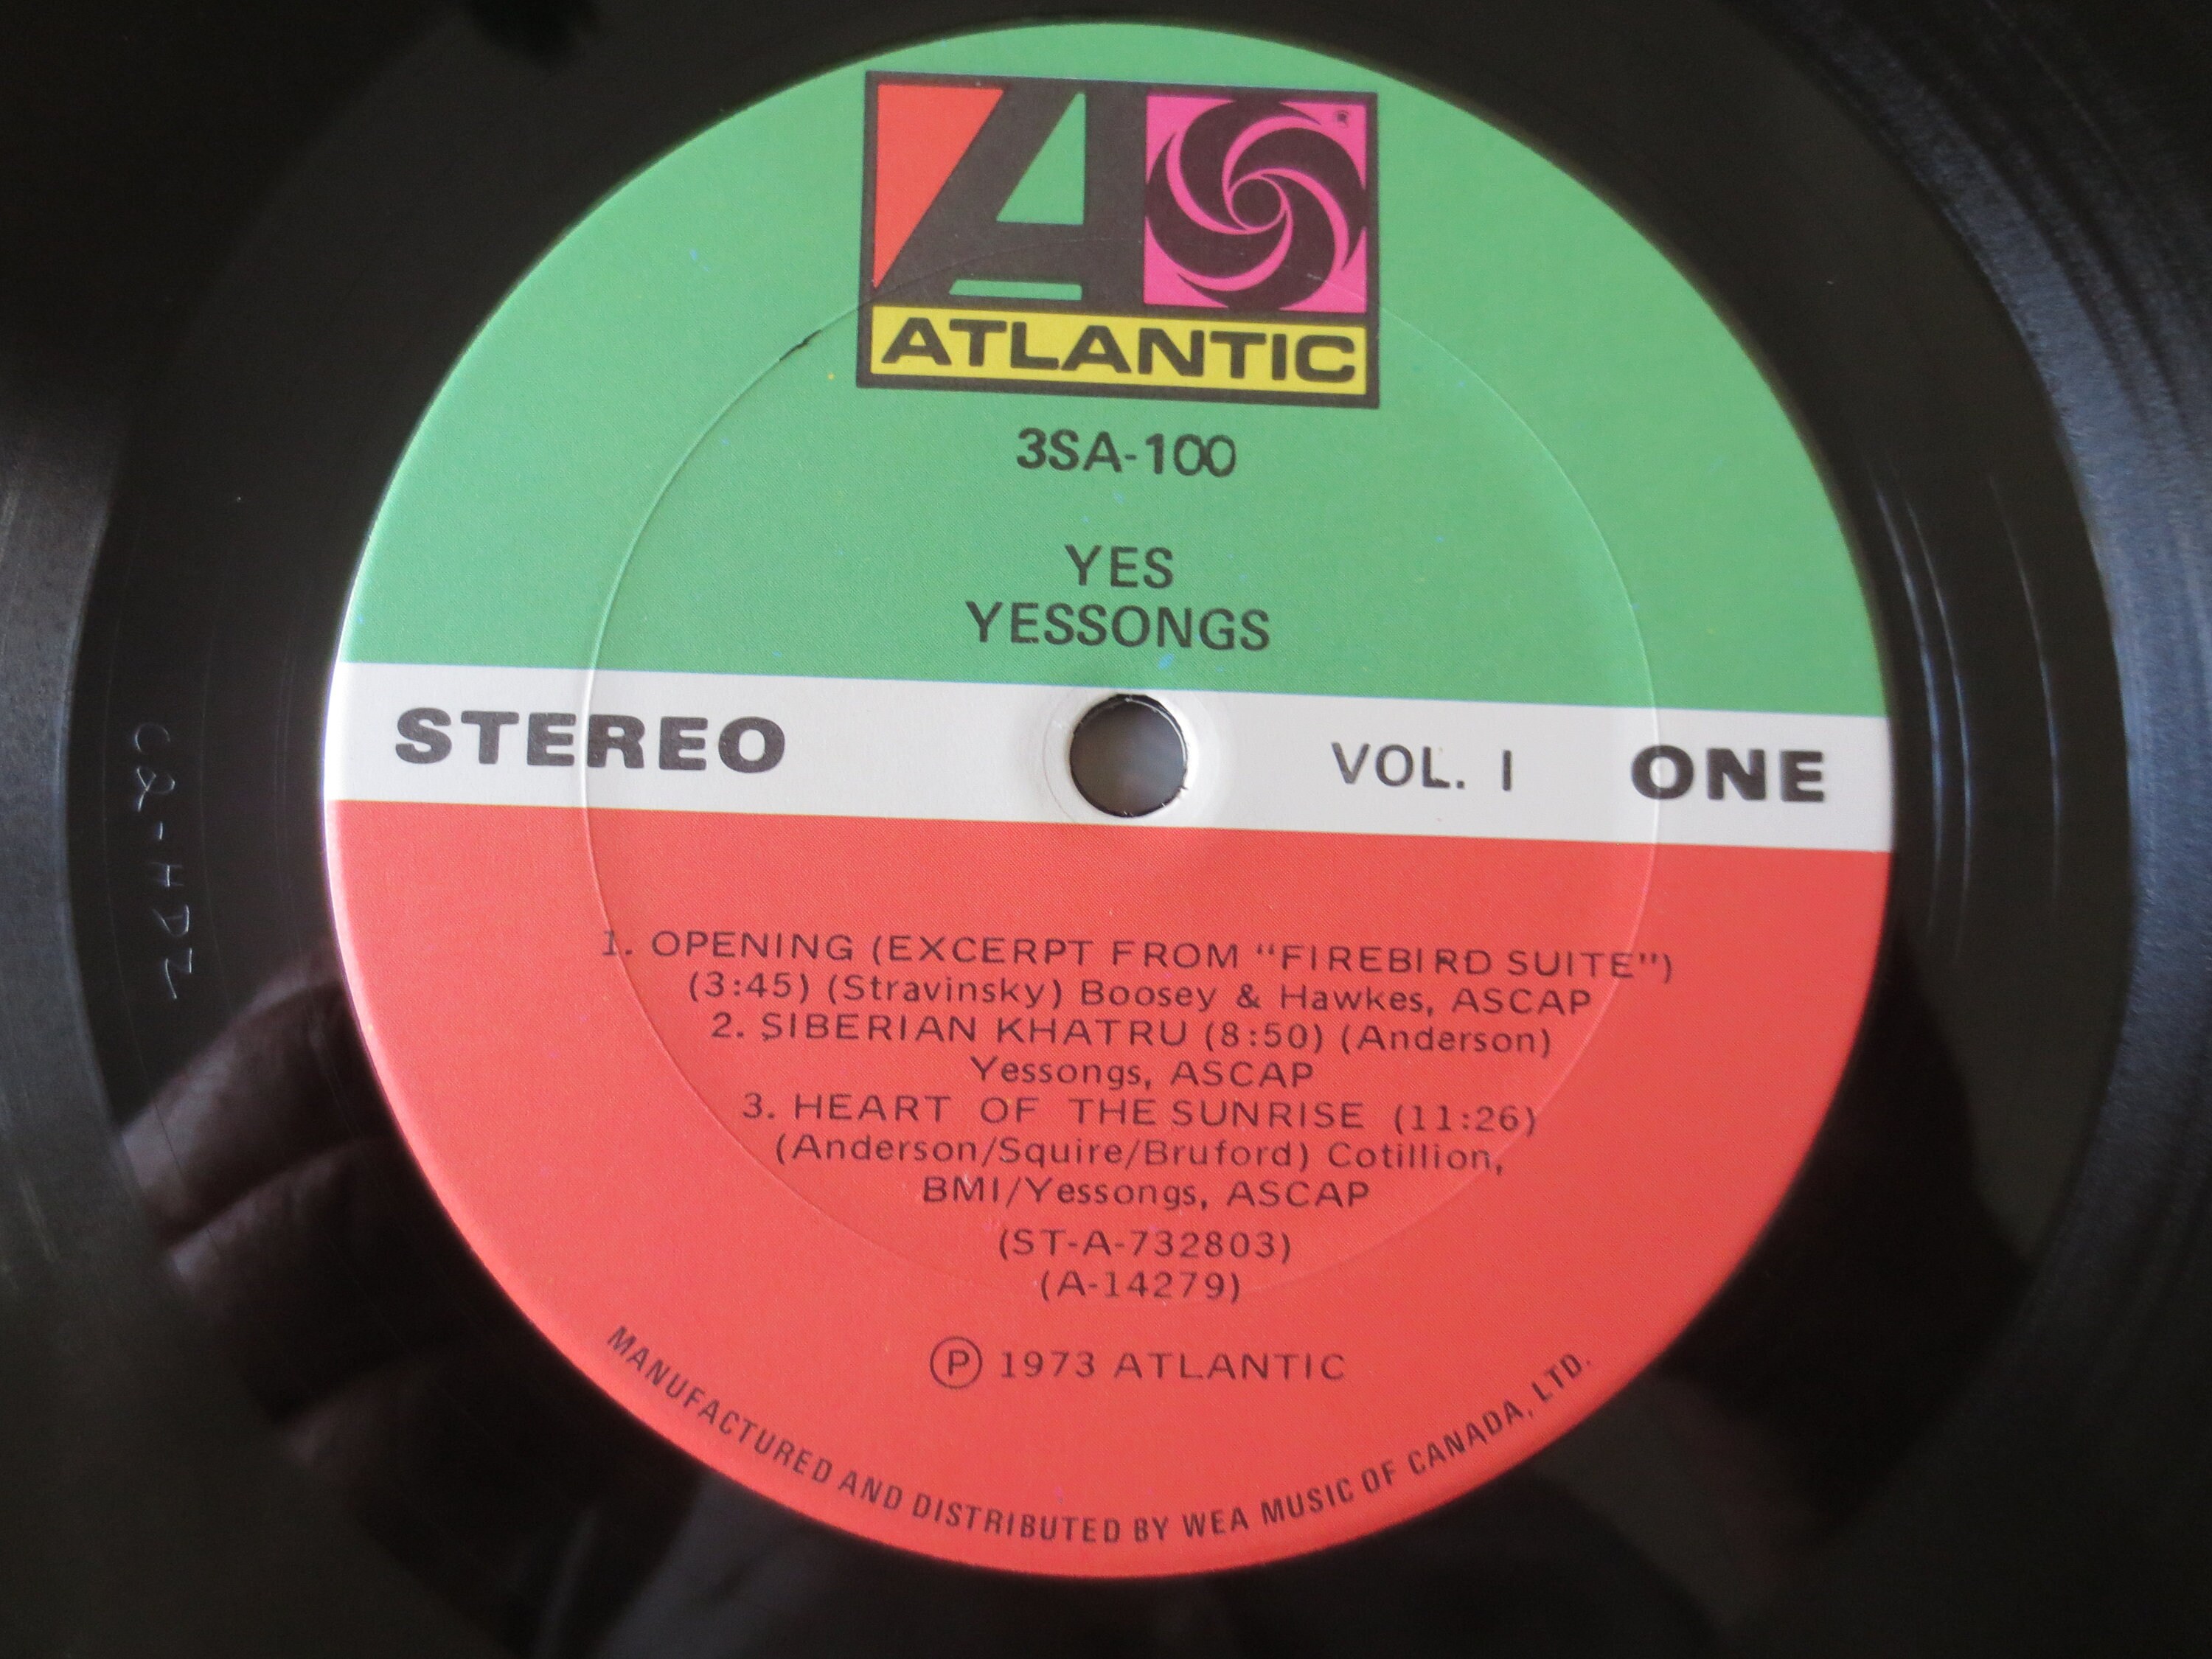 ATLANTIC
3SA-100
YES
YESSONGS
STEREO VOL. I ONE
1. OPENING (EXCERPT FROM "FIREBIRD SUITE")
(3:45) (Stravinsky) Boosey & Hawkes, ASCAP
2. SIBERIAN KHATRU (8:50) (Anderson)
Yessongs, ASCAP
3. HEART OF THE SUNRISE (11:26)
(Anderson/Squire/Bruford) Cotillion,
BMI/Yessongs, ASCAP
(ST-A-732803)
(A-14279)
Ⓟ 1973 ATLANTIC
MANUFACTURED AND DISTRIBUTED BY WEA MUSIC OF CANADA, LTD.